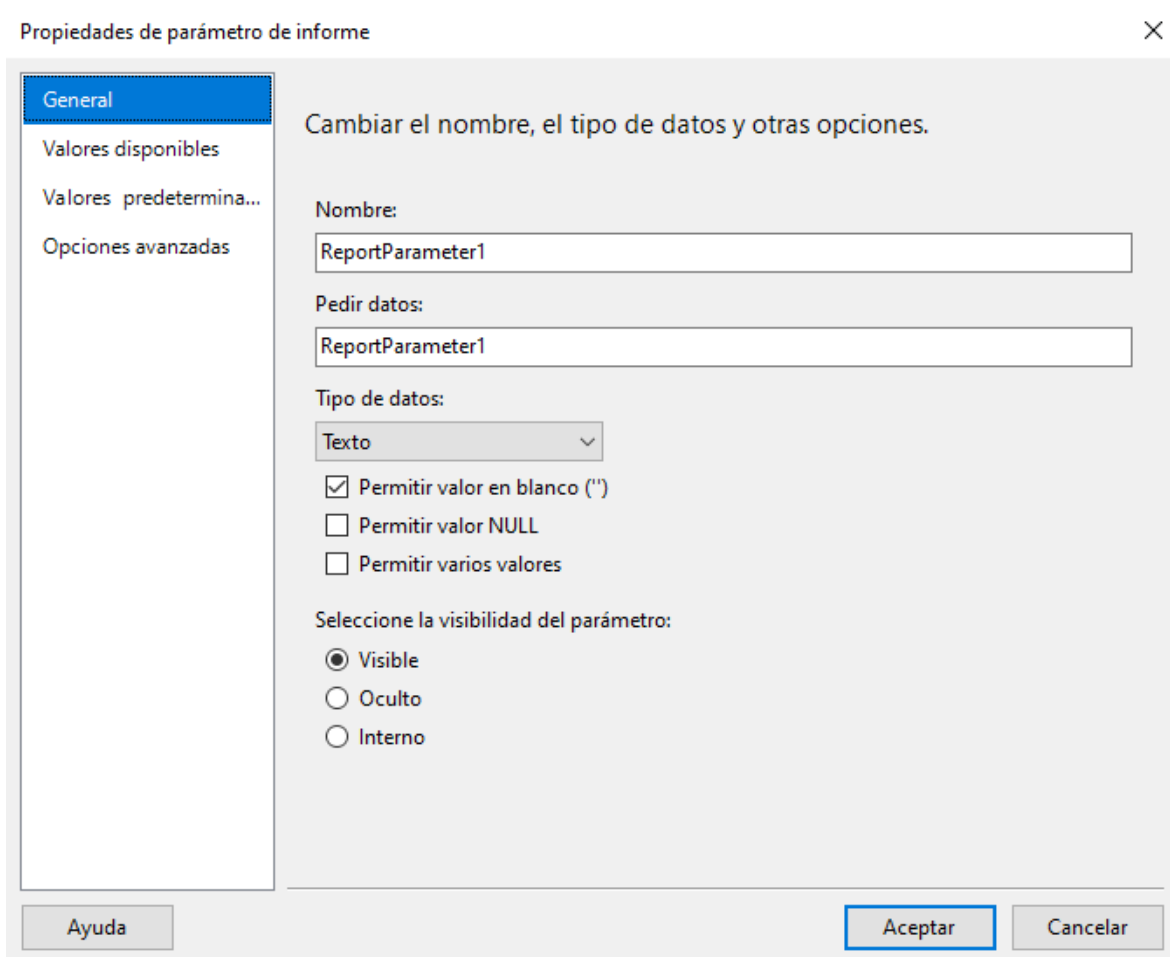 Propiedades de parámetro de informe
General
Valores disponibles
Valores predetermina...
Opciones avanzadas
Cambiar el nombre, el tipo de datos y otras opciones.
Nombre:
ReportParameter1
Pedir datos:
ReportParameter1
Tipo de datos:
Texto
Permitir valor en blanco ('')
Permitir valor NULL
Permitir varios valores
Seleccione la visibilidad del parámetro:
Visible
Oculto
Interno
Ayuda
Aceptar
Cancelar